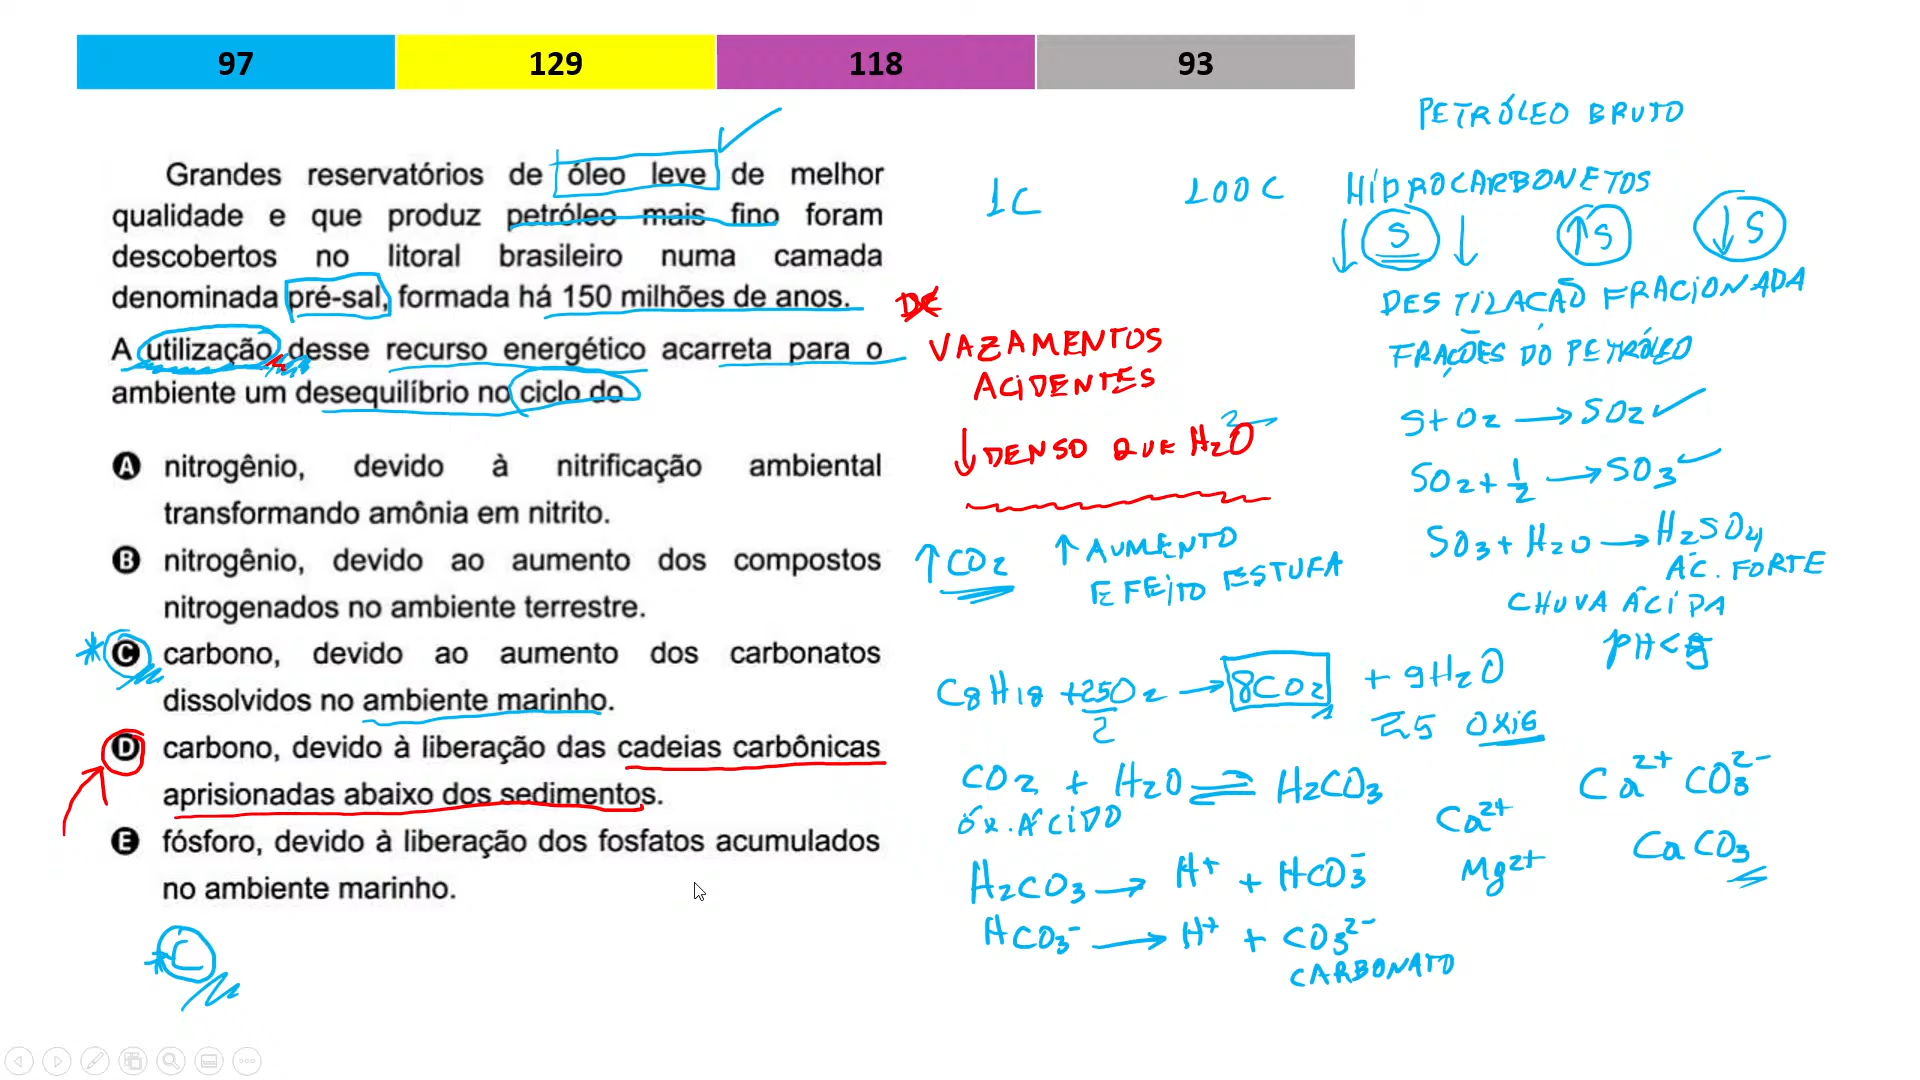 97 129 118 93
Grandes reservatórios de óleo leve de melhor
qualidade e que produz petróleo mais fino foram
descobertos no litoral brasileiro numa camada
denominada pré-sal, formada há 150 milhões de anos.
A utilização desse recurso energético acarreta para o
ambiente um desequilíbrio no ciclo do
A nitrogênio, devido à nitrificação ambiental
transformando amônia em nitrito.
B nitrogênio, devido ao aumento dos compostos
nitrogenados no ambiente terrestre.
C carbono, devido ao aumento dos carbonatos
dissolvidos no ambiente marinho.
D carbono, devido à liberação das cadeias carbônicas
aprisionadas abaixo dos sedimentos.
E fósforo, devido à liberação dos fosfatos acumulados
no ambiente marinho.
* C
PETRÓLEO BRUTO
1C 100C HIDROCARBONETOS
↓ S ↓ ↑S ↓S
DESTILACÃO FRACIONADA
FRAÇÕES DO PETRÓLEO
S+O2 → SO2
SO2 + 1/2 → SO3
SO3 + H2O → H2SO4
ÁC. FORTE
CHUVA ÁCIDA
VAZAMENTOS
ACIDENTES
↓ DENSO QUE H2O
↑ CO2 ↑ AUMENTO
EFEITO ESTUFA
C8H18 + 25/2 O2 → 8CO2 + 9H2O
25 OXIG
CO2 + H2O ⇌ H2CO3
ÓX. ÁCIDO
H2CO3 → H+ + HCO3-
HCO3- → H+ + CO3 2-
CARBONATO
Ca2+ CO3 2-
Ca2+
Mg2+
CaCO3